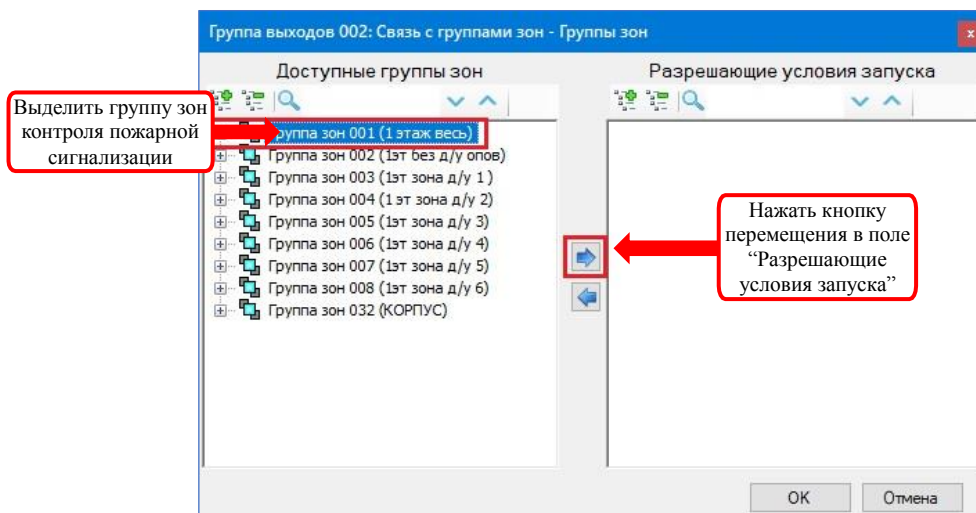 Группа выходов 002: Связь с группами зон - Группы зон
x
Доступные группы зон
Разрешающие условия запуска
Выделить группу зон
контроля пожарной
сигнализации
Группа зон 001 (1 этаж весь)
Группа зон 002 (1эт без д/у опов)
Группа зон 003 (1эт зона д/у 1 )
Группа зон 004 (1 эт зона д/у 2)
Группа зон 005 (1эт зона д/у 3)
Группа зон 006 (1эт зона д/у 4)
Группа зон 007 (1эт зона д/у 5)
Группа зон 008 (1эт зона д/у 6)
Группа зон 032 (КОРПУС)
Нажать кнопку
перемещения в поле
“Разрешающие
условия запуска”
OK
Отмена